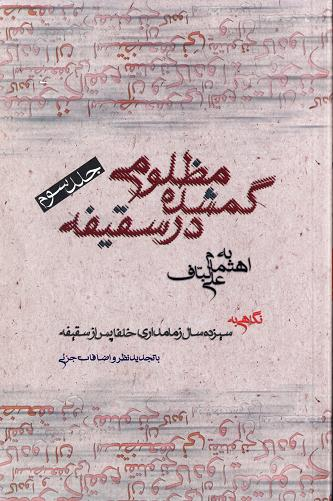 جلد سوم
مظلومی
گمشده
در سقیفه
به اهتمام
علی لباف
نگاهی به
سیزده سال زمامداری خلفا پس از سقیفه
با تجدید نظر و اضافات جزئی